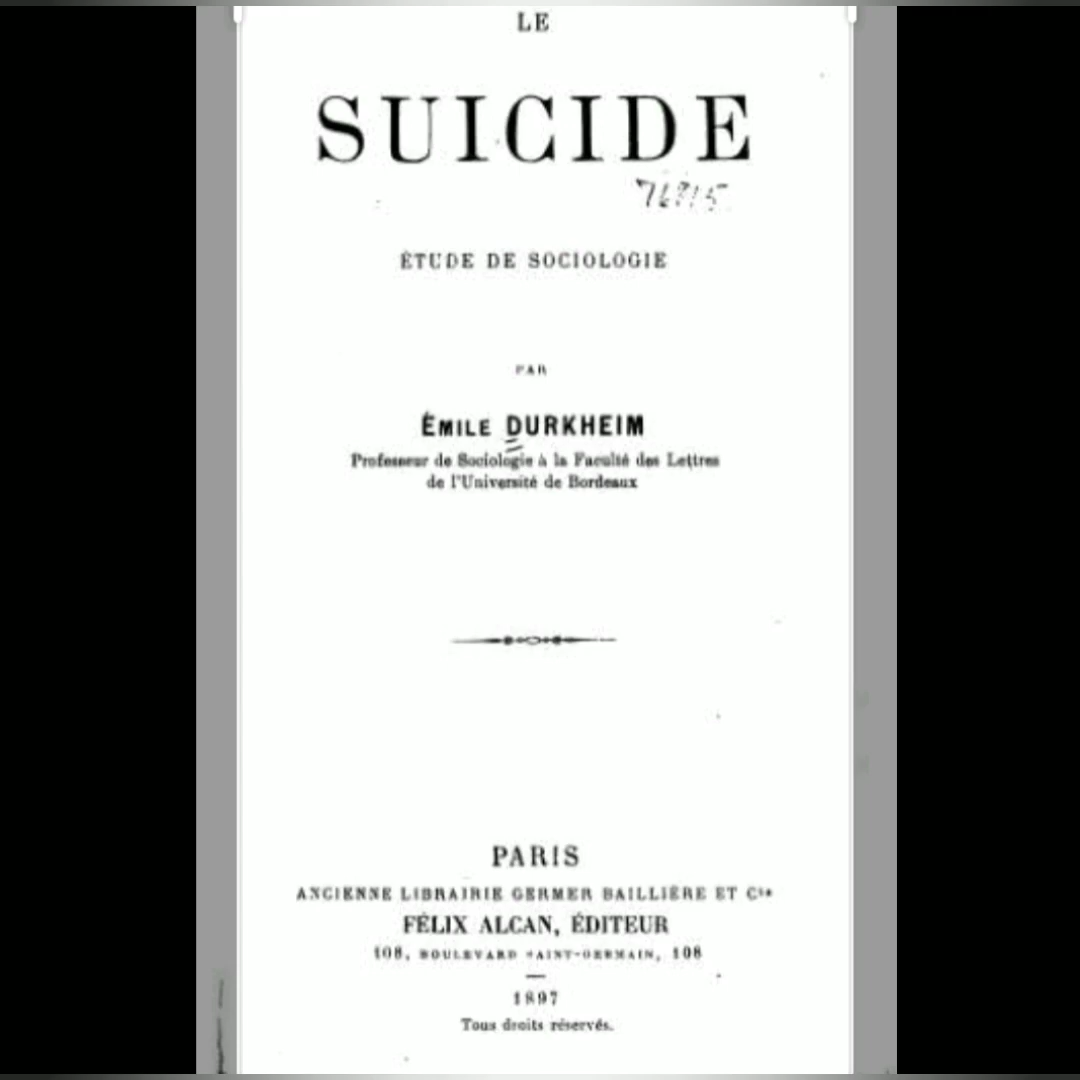 LE
SUICIDE
ÉTUDE DE SOCIOLOGIE
PAR
ÉMILE DURKHEIM
Professeur de Sociologie à la Faculté des Lettres
de l'Université de Bordeaux
PARIS
ANCIENNE LIBRAIRIE GERMER BAILLIÈRE ET Cie
FÉLIX ALCAN, ÉDITEUR
108, BOULEVARD SAINT-GERMAIN, 108
1897
Tous droits réservés.